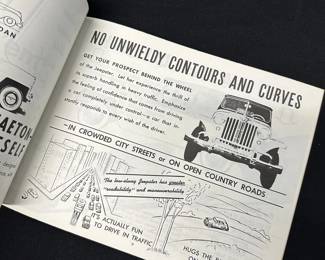 DAN
AETON
SELF
NO UNWIELDY CONTOURS AND CURVES
GET YOUR PROSPECT BEHIND THE WHEEL
of the Jeepster. Let her experience the thrill of
its superb handling in heavy traffic. Emphasize
the feeling of confidence that comes from driving
a car completely under control—a car that in-
stantly responds to every wish of the driver.
—IN CROWDED CITY STREETS or ON OPEN COUNTRY ROADS
The low-slung Jeepster has greater
"roadability" and maneuverability
IT'S ACTUALLY FUN
TO DRIVE IN TRAFFIC
HUGS THE